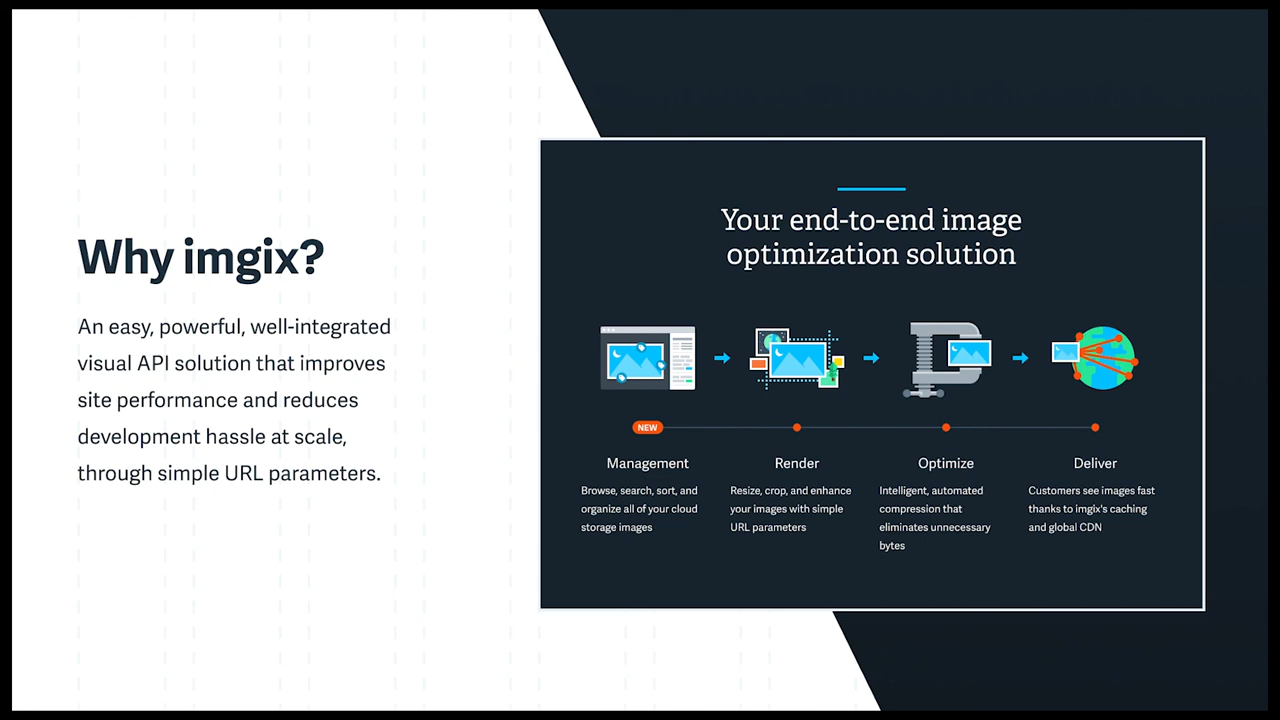 Why imgix?
An easy, powerful, well-integrated
visual API solution that improves
site performance and reduces
development hassle at scale,
through simple URL parameters.
Your end-to-end image
optimization solution
NEW
Management
Browse, search, sort, and
organize all of your cloud
storage images
Render
Resize, crop, and enhance
your images with simple
URL parameters
Optimize
Intelligent, automated
compression that
eliminates unnecessary
bytes
Deliver
Customers see images fast
thanks to imgix's caching
and global CDN